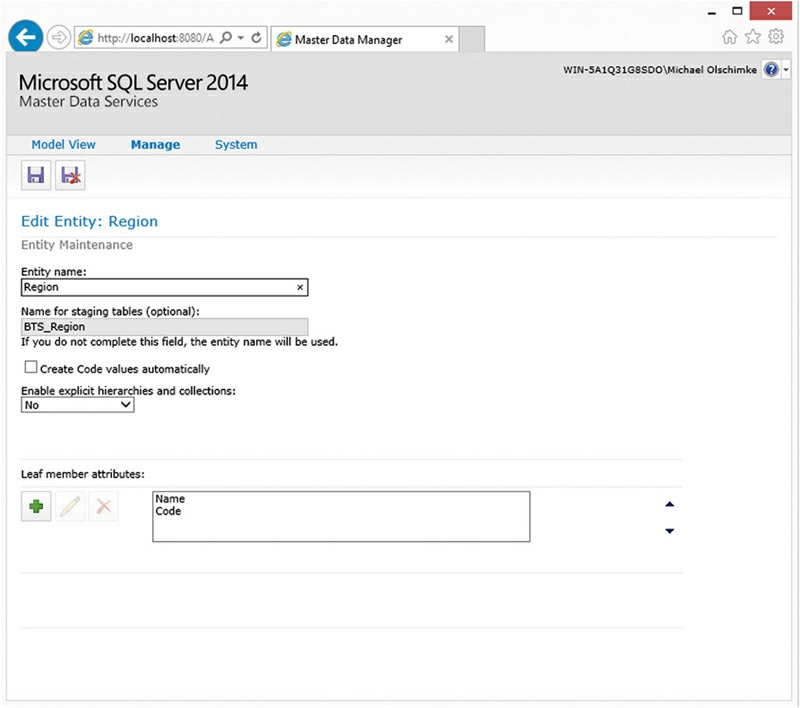 http://localhost:8080/A
Master Data Manager
WIN-5A1Q31G8SDO\Michael Olschimke
Microsoft SQL Server 2014
Master Data Services
Model View Manage System
Edit Entity: Region
Entity Maintenance
Entity name:
Region
Name for staging tables (optional):
BTS_Region
If you do not complete this field, the entity name will be used.
Create Code values automatically
Enable explicit hierarchies and collections:
No
Leaf member attributes:
Name
Code